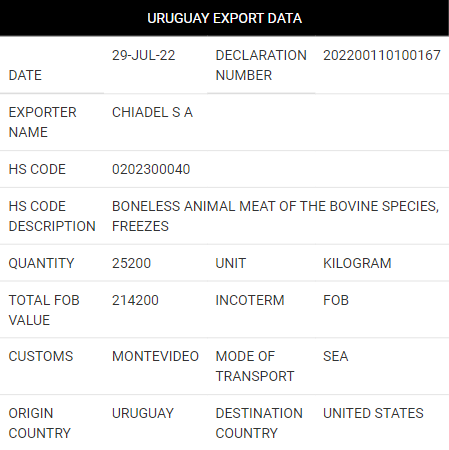 URUGUAY EXPORT DATA
DATE 29-JUL-22 DECLARATION NUMBER 202200110100167
EXPORTER NAME CHIADEL S A
HS CODE 0202300040
HS CODE DESCRIPTION BONELESS ANIMAL MEAT OF THE BOVINE SPECIES, FREEZES
QUANTITY 25200 UNIT KILOGRAM
TOTAL FOB VALUE 214200 INCOTERM FOB
CUSTOMS MONTEVIDEO MODE OF TRANSPORT SEA
ORIGIN COUNTRY URUGUAY DESTINATION COUNTRY UNITED STATES